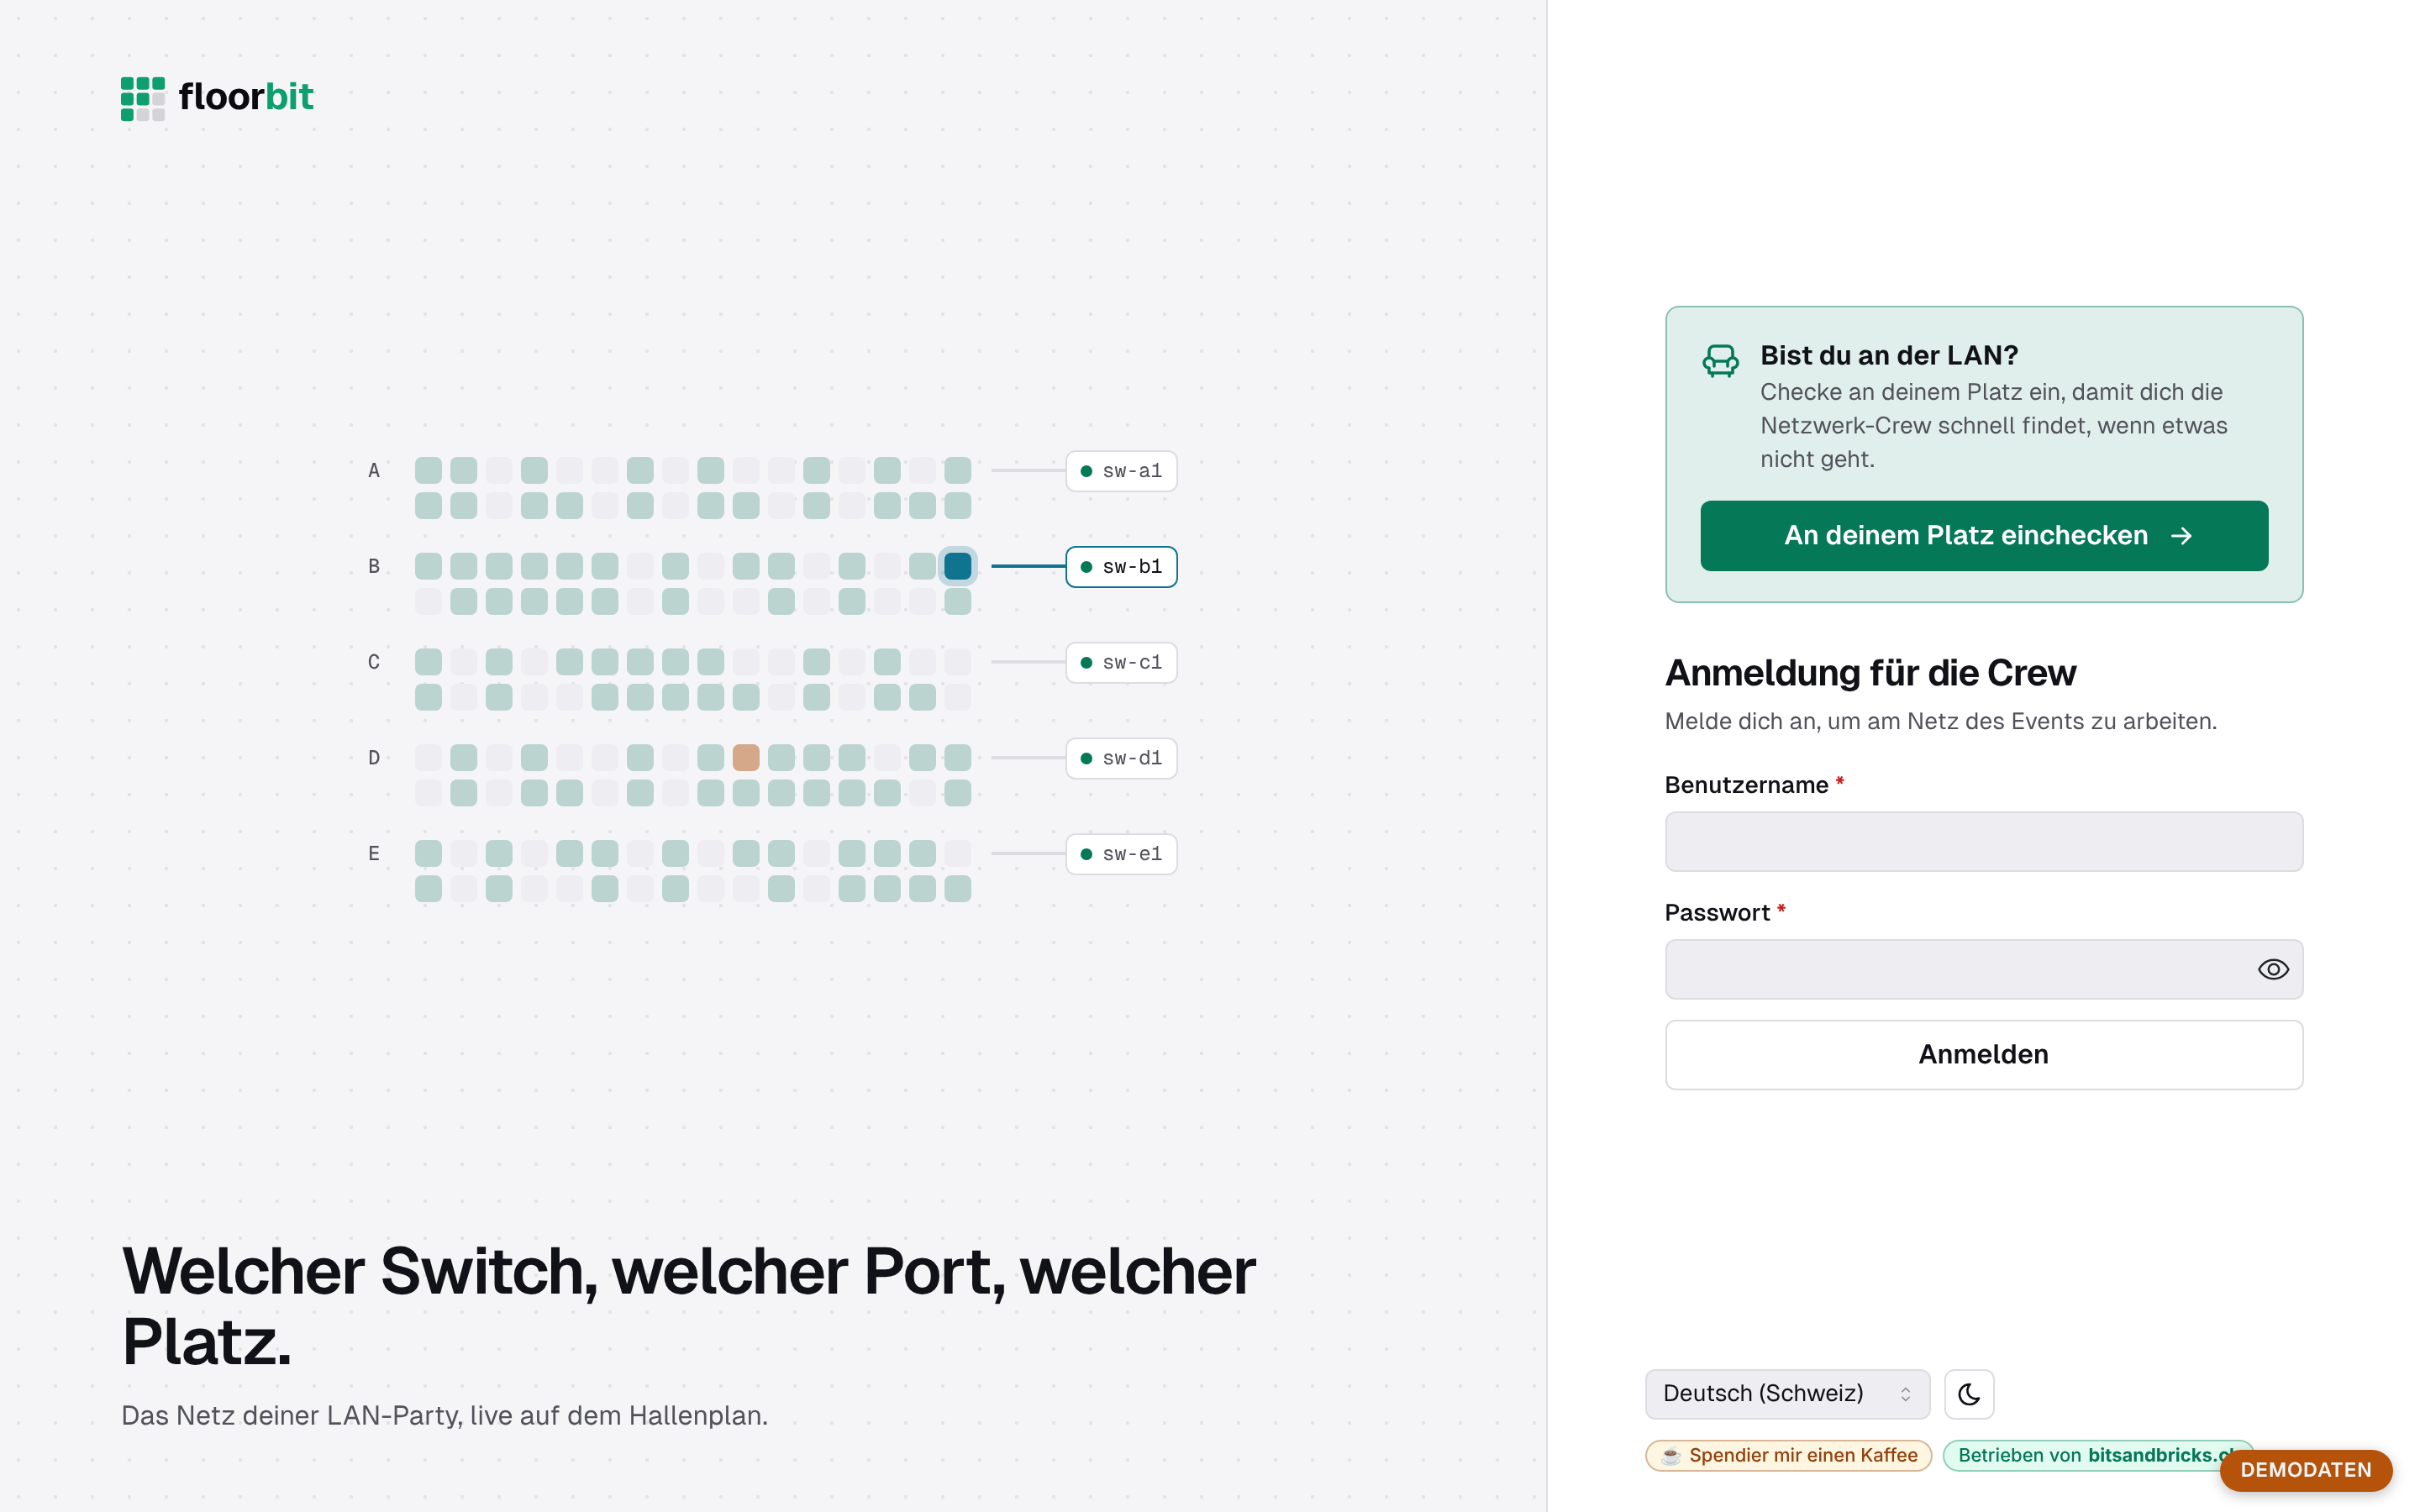 floorbit
A
sw-a1
B
sw-b1
C
sw-c1
D
sw-d1
E
sw-e1
Welcher Switch, welcher Port, welcher
Platz.
Das Netz deiner LAN-Party, live auf dem Hallenplan.
Bist du an der LAN?
Checke an deinem Platz ein, damit dich die
Netzwerk-Crew schnell findet, wenn etwas
nicht geht.
An deinem Platz einchecken →
Anmeldung für die Crew
Melde dich an, um am Netz des Events zu arbeiten.
Benutzername *
Passwort *
Anmelden
Deutsch (Schweiz)
Spendier mir einen Kaffee
Betrieben von
DEMODATEN